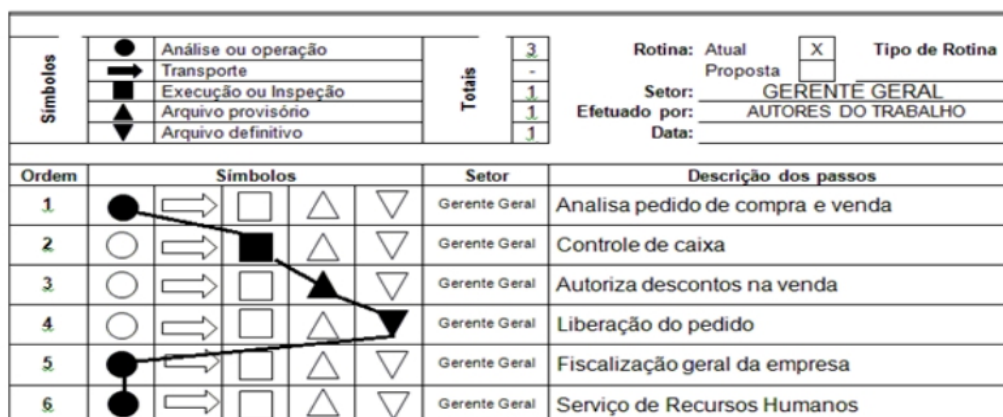 Símbolos
Análise ou operação
Transporte
Execução ou Inspeção
Arquivo provisório
Arquivo definitivo
Totais
3
-
1
1
1
Rotina: Atual X Tipo de Rotina
Proposta
Setor: GERENTE GERAL
Efetuado por: AUTORES DO TRABALHO
Data:
Ordem Símbolos Setor Descrição dos passos
1 Gerente Geral Analisa pedido de compra e venda
2 Gerente Geral Controle de caixa
3 Gerente Geral Autoriza descontos na venda
4 Gerente Geral Liberação do pedido
5 Gerente Geral Fiscalização geral da empresa
6 Gerente Geral Serviço de Recursos Humanos